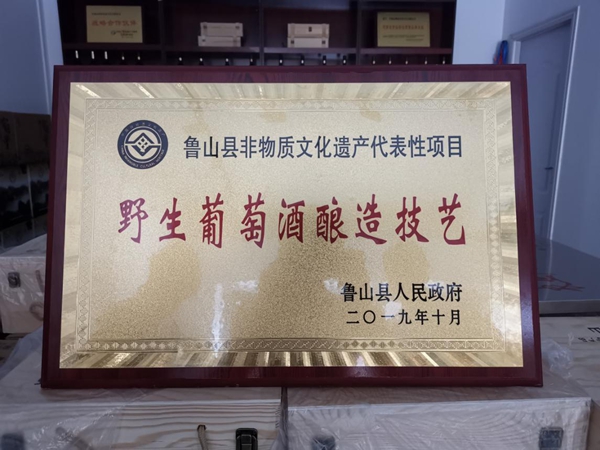 鲁山县非物质文化遗产代表性项目
野生葡萄酒酿造技艺
鲁山县人民政府
二〇一九年十月